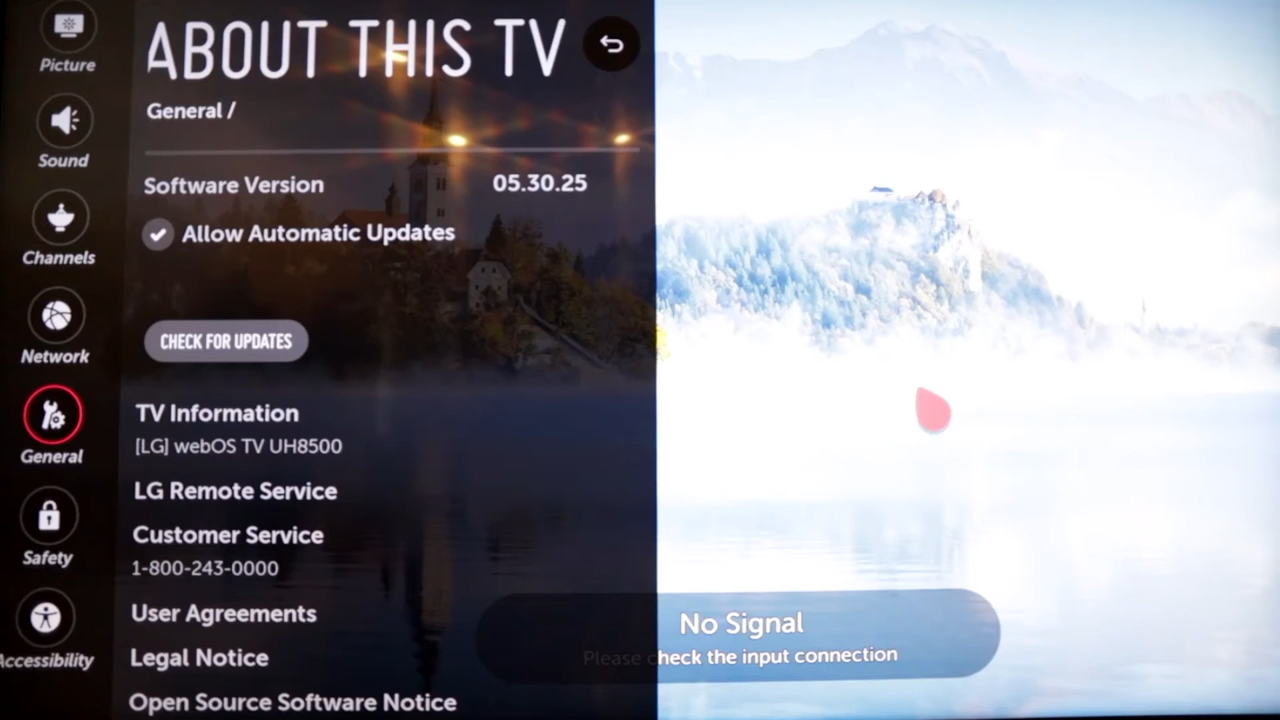 Picture
Sound
Channels
Network
General
Safety
Accessibility
ABOUT THIS TV
General /
Software Version 05.30.25
Allow Automatic Updates
CHECK FOR UPDATES
TV Information
[LG] webOS TV UH8500
LG Remote Service
Customer Service
1-800-243-0000
User Agreements
Legal Notice
Open Source Software Notice
No Signal
Please check the input connection